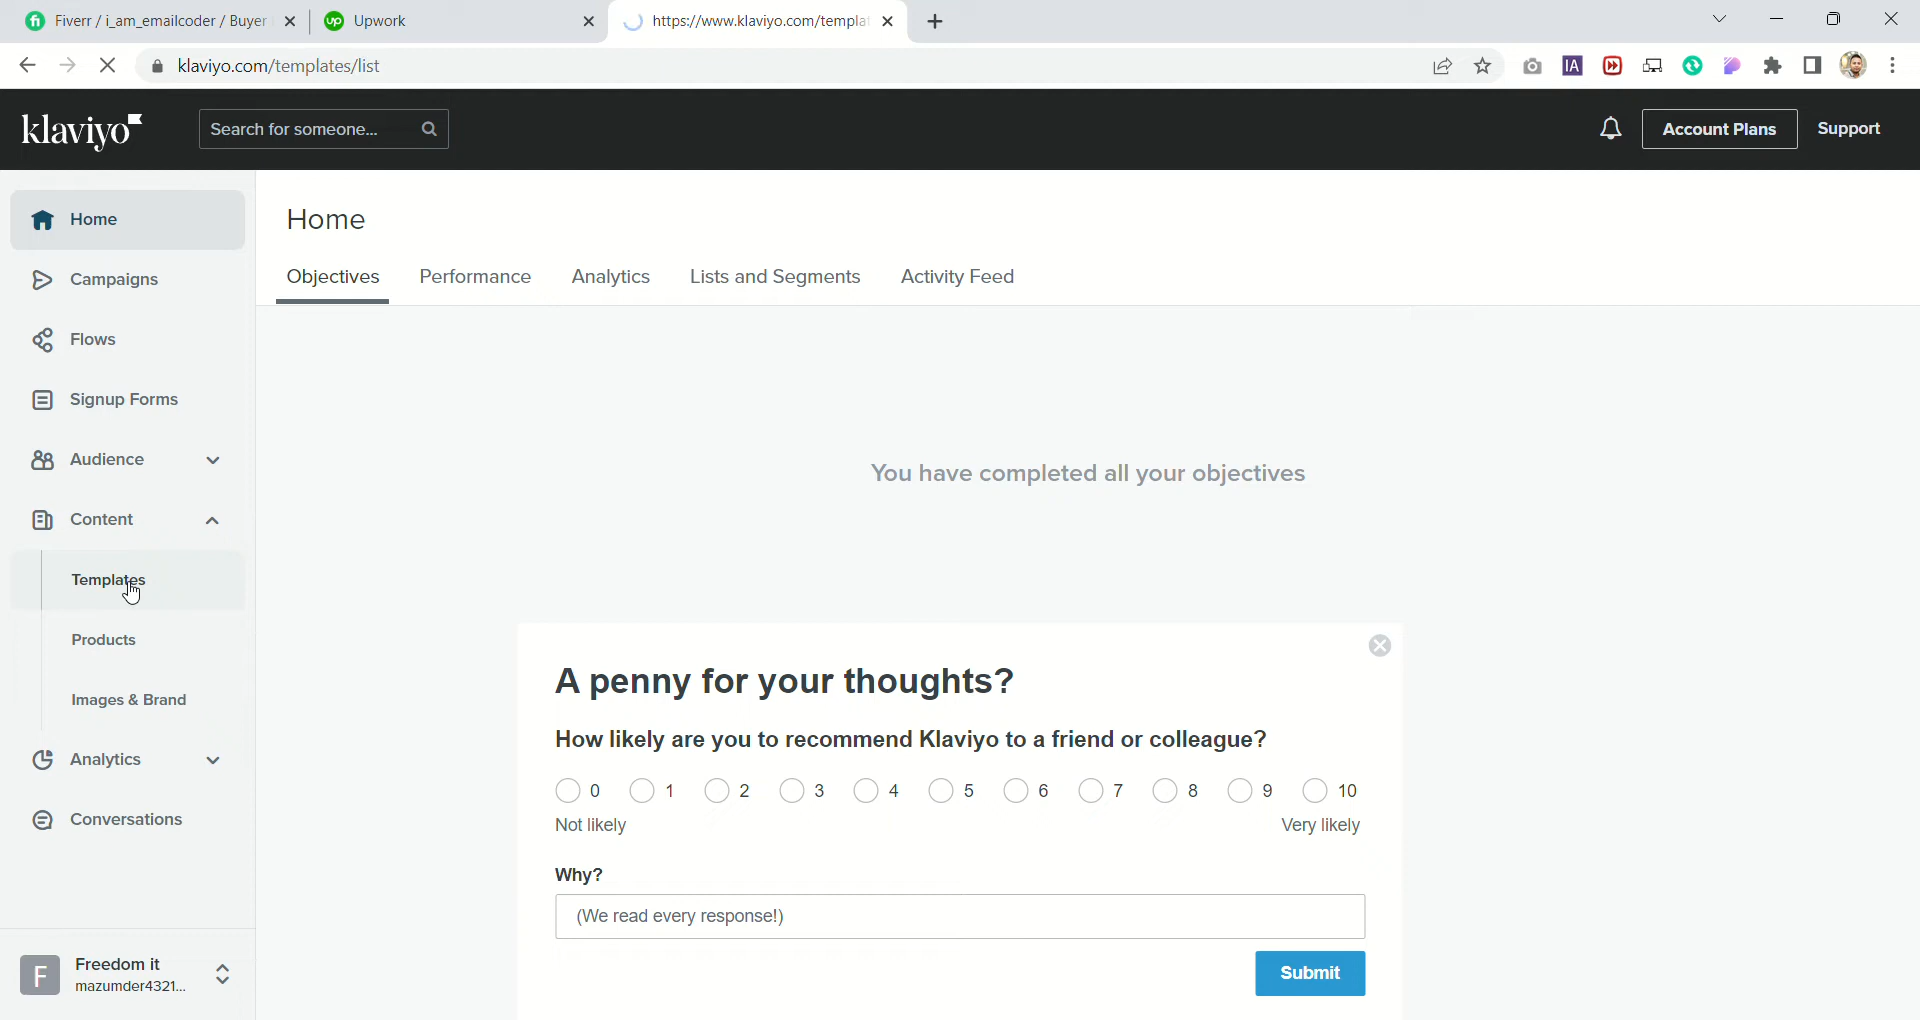 Fiverr / i_am_emailcoder / Buyer
Upwork
https://www.klaviyo.com/templat
klaviyo.com/templates/list
IA
klaviyo
Search for someone...
Account Plans
Support
Home
Campaigns
Flows
Signup Forms
Audience
Content
Templates
Products
Images & Brand
Analytics
Conversations
F
Freedom it
mazumder4321...
Home
Objectives
Performance
Analytics
Lists and Segments
Activity Feed
You have completed all your objectives
A penny for your thoughts?
How likely are you to recommend Klaviyo to a friend or colleague?
0 1 2 3 4 5 6 7 8 9 10
Not likely
Very likely
Why?
(We read every response!)
Submit